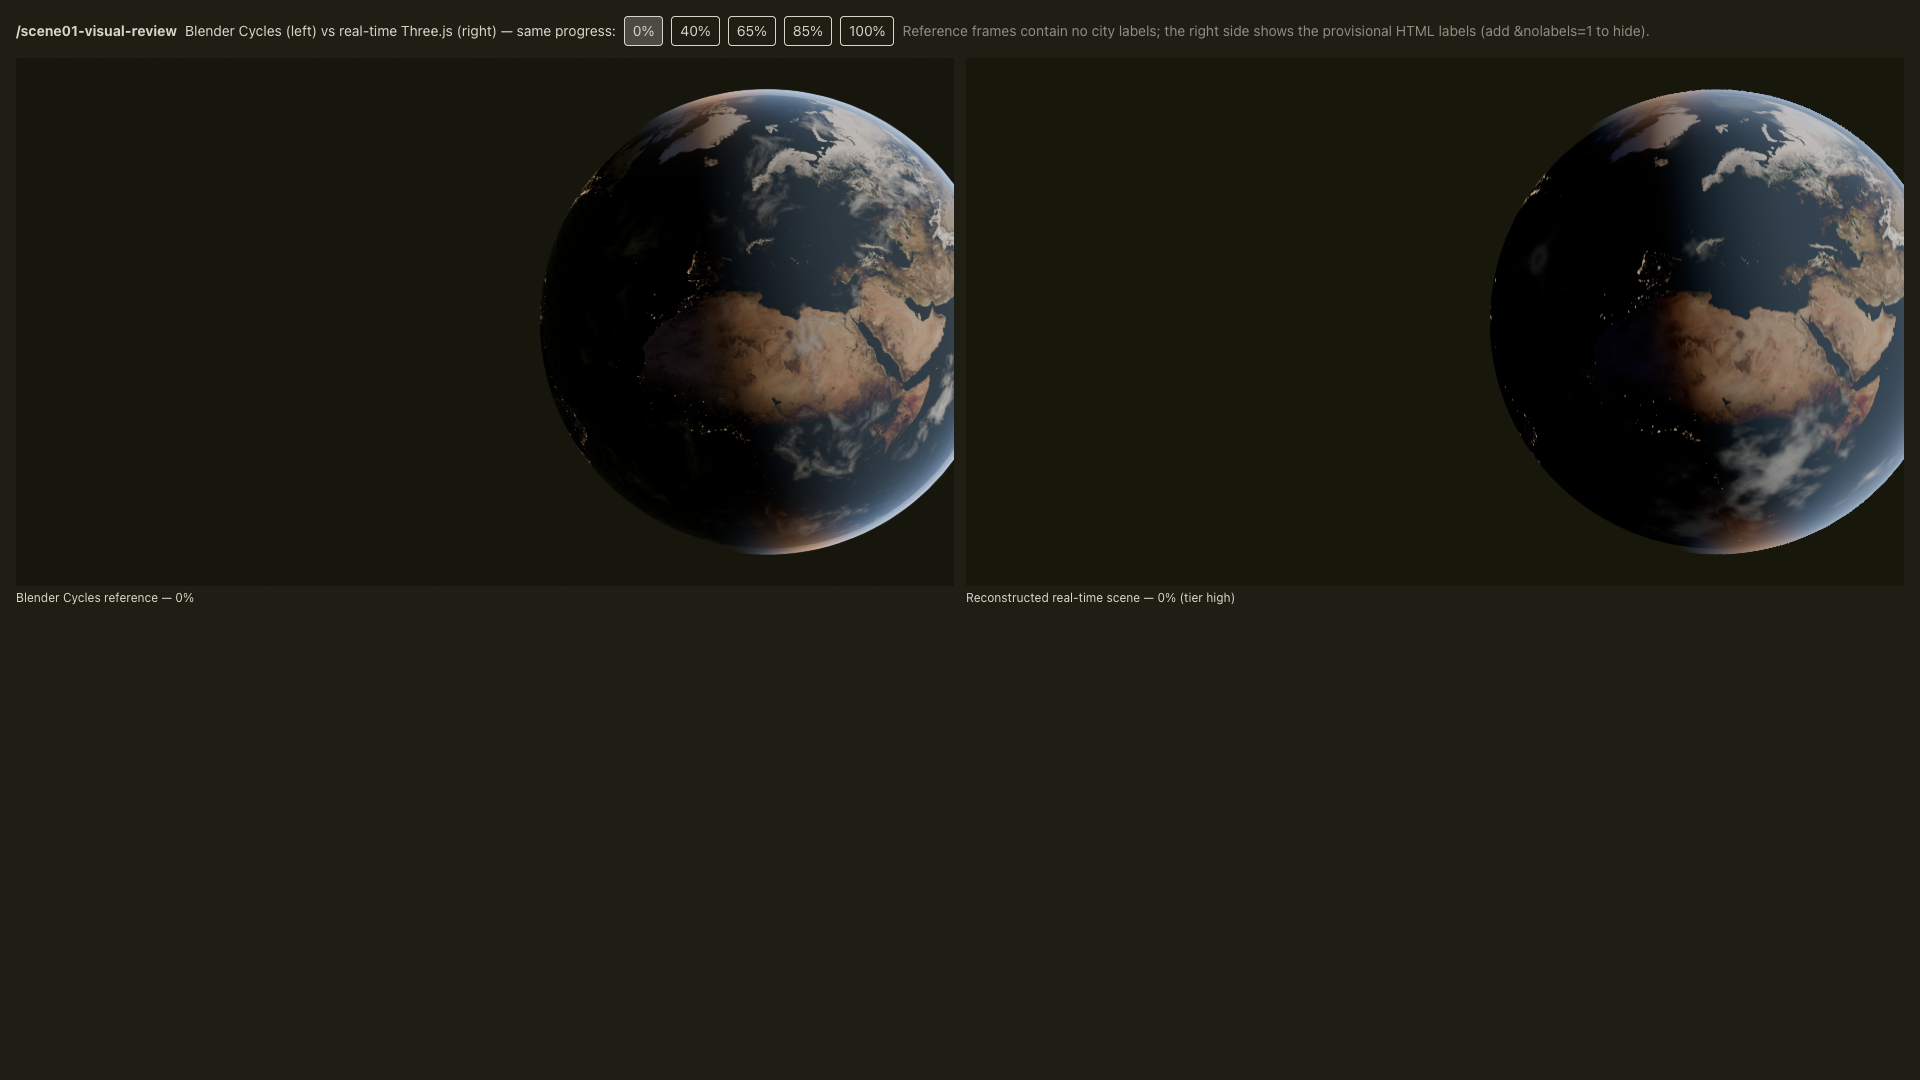 /scene01-visual-review Blender Cycles (left) vs real-time Three.js (right) — same progress: 0% 40% 65% 85% 100% Reference frames contain no city labels; the right side shows the provisional HTML labels (add &nolabels=1 to hide).
Blender Cycles reference — 0%
Reconstructed real-time scene — 0% (tier high)